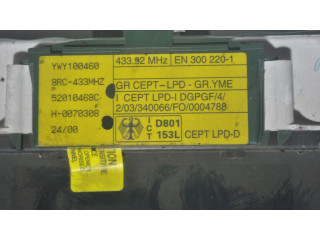 YWY100460
8RC-433MHZ
52010468C
H-0070308
24/00
433.92 MHz
EN 300 220-1
GR CEPT-LPD - GR.YME
I CEPT LPD-I DGPGF/4/
2/03/340066/FO/0004788
ICT
D801
153L
CEPT LPD-D